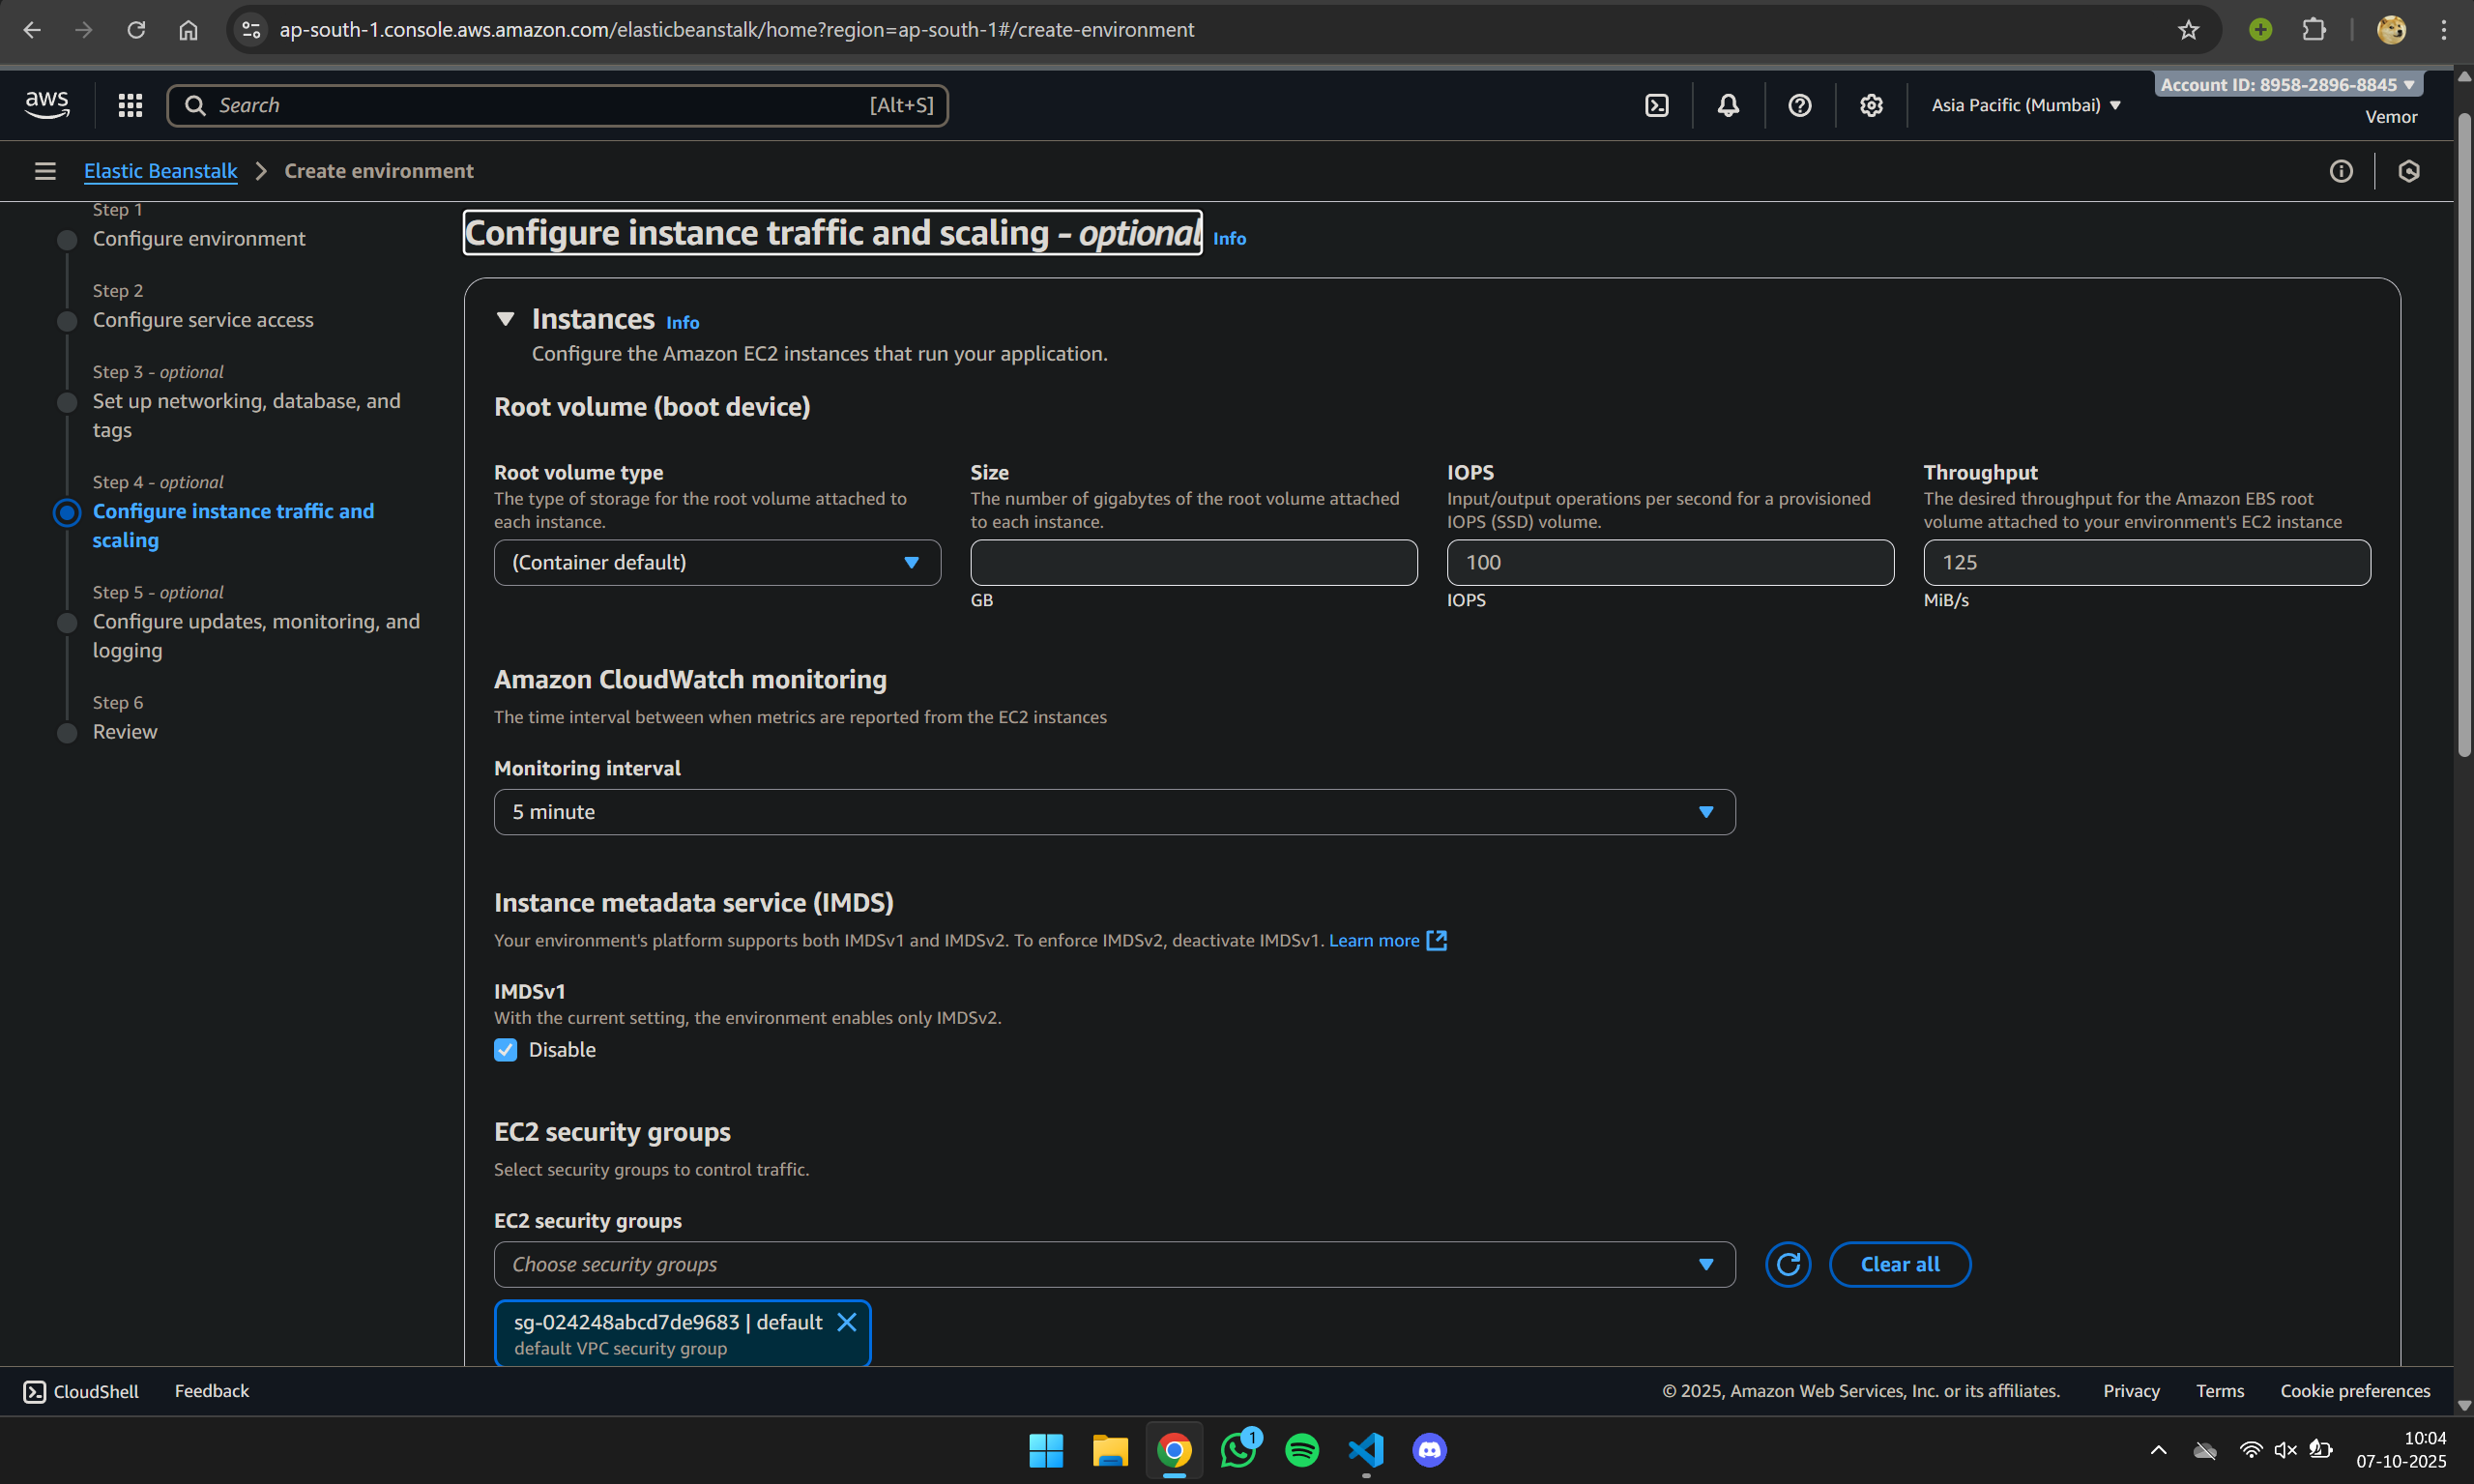 ap-south-1.console.aws.amazon.com/elasticbeanstalk/home?region=ap-south-1#/create-environment
aws
Search
[Alt+S]
Asia Pacific (Mumbai)
Account ID: 8958-2896-8845
Vemor
Elastic Beanstalk
Create environment
Step 1
Configure environment
Step 2
Configure service access
Step 3 - optional
Set up networking, database, and
tags
Step 4 - optional
Configure instance traffic and
scaling
Step 5 - optional
Configure updates, monitoring, and
logging
Step 6
Review
Configure instance traffic and scaling - optional Info
Instances Info
Configure the Amazon EC2 instances that run your application.
Root volume (boot device)
Root volume type
The type of storage for the root volume attached to
each instance.
(Container default)
Size
The number of gigabytes of the root volume attached
to each instance.
GB
IOPS
Input/output operations per second for a provisioned
IOPS (SSD) volume.
100
IOPS
Throughput
The desired throughput for the Amazon EBS root
volume attached to your environment's EC2 instance
125
MiB/s
Amazon CloudWatch monitoring
The time interval between when metrics are reported from the EC2 instances
Monitoring interval
5 minute
Instance metadata service (IMDS)
Your environment's platform supports both IMDSv1 and IMDSv2. To enforce IMDSv2, deactivate IMDSv1. Learn more
IMDSv1
With the current setting, the environment enables only IMDSv2.
Disable
EC2 security groups
Select security groups to control traffic.
EC2 security groups
Choose security groups
Clear all
sg-024248abcd7de9683 | default
default VPC security group
CloudShell
Feedback
© 2025, Amazon Web Services, Inc. or its affiliates.
Privacy
Terms
Cookie preferences
1
10:04
07-10-2025